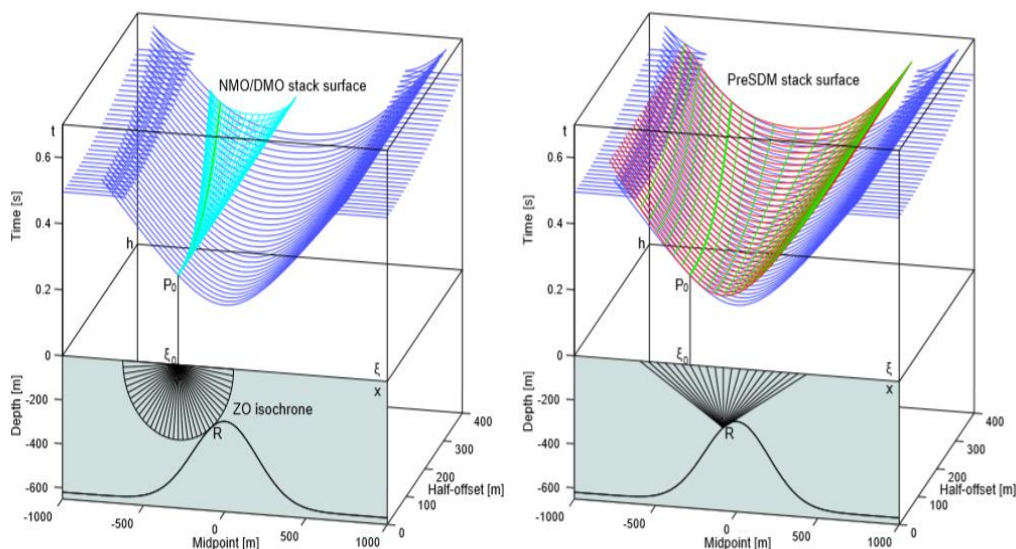 NMO/DMO stack surface
t
0.6
0.4
0.2
0
Time [s]
h
P0
ξ0
ξ
x
ZO isochrone
R
-200
-400
-600
Depth [m]
-1000
-500
0
500
1000
Midpoint [m]
0
100
200
300
400
Half-offset [m]
PreSDM stack surface
t
0.6
0.4
0.2
0
Time [s]
h
P0
ξ0
ξ
x
R
-200
-400
-600
Depth [m]
-1000
-500
0
500
1000
Midpoint [m]
0
100
200
300
400
Half-offset [m]